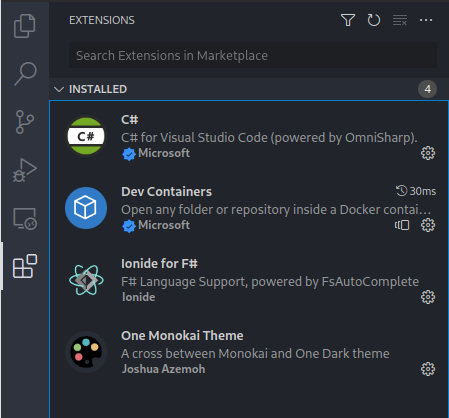 EXTENSIONS
Search Extensions in Marketplace
INSTALLED 4
C#
C#
C# for Visual Studio Code (powered by OmniSharp).
Microsoft
Dev Containers 30ms
Open any folder or repository inside a Docker contai...
Microsoft
Ionide for F#
F# Language Support, powered by FsAutoComplete
Ionide
One Monokai Theme
A cross between Monokai and One Dark theme
Joshua Azemoh